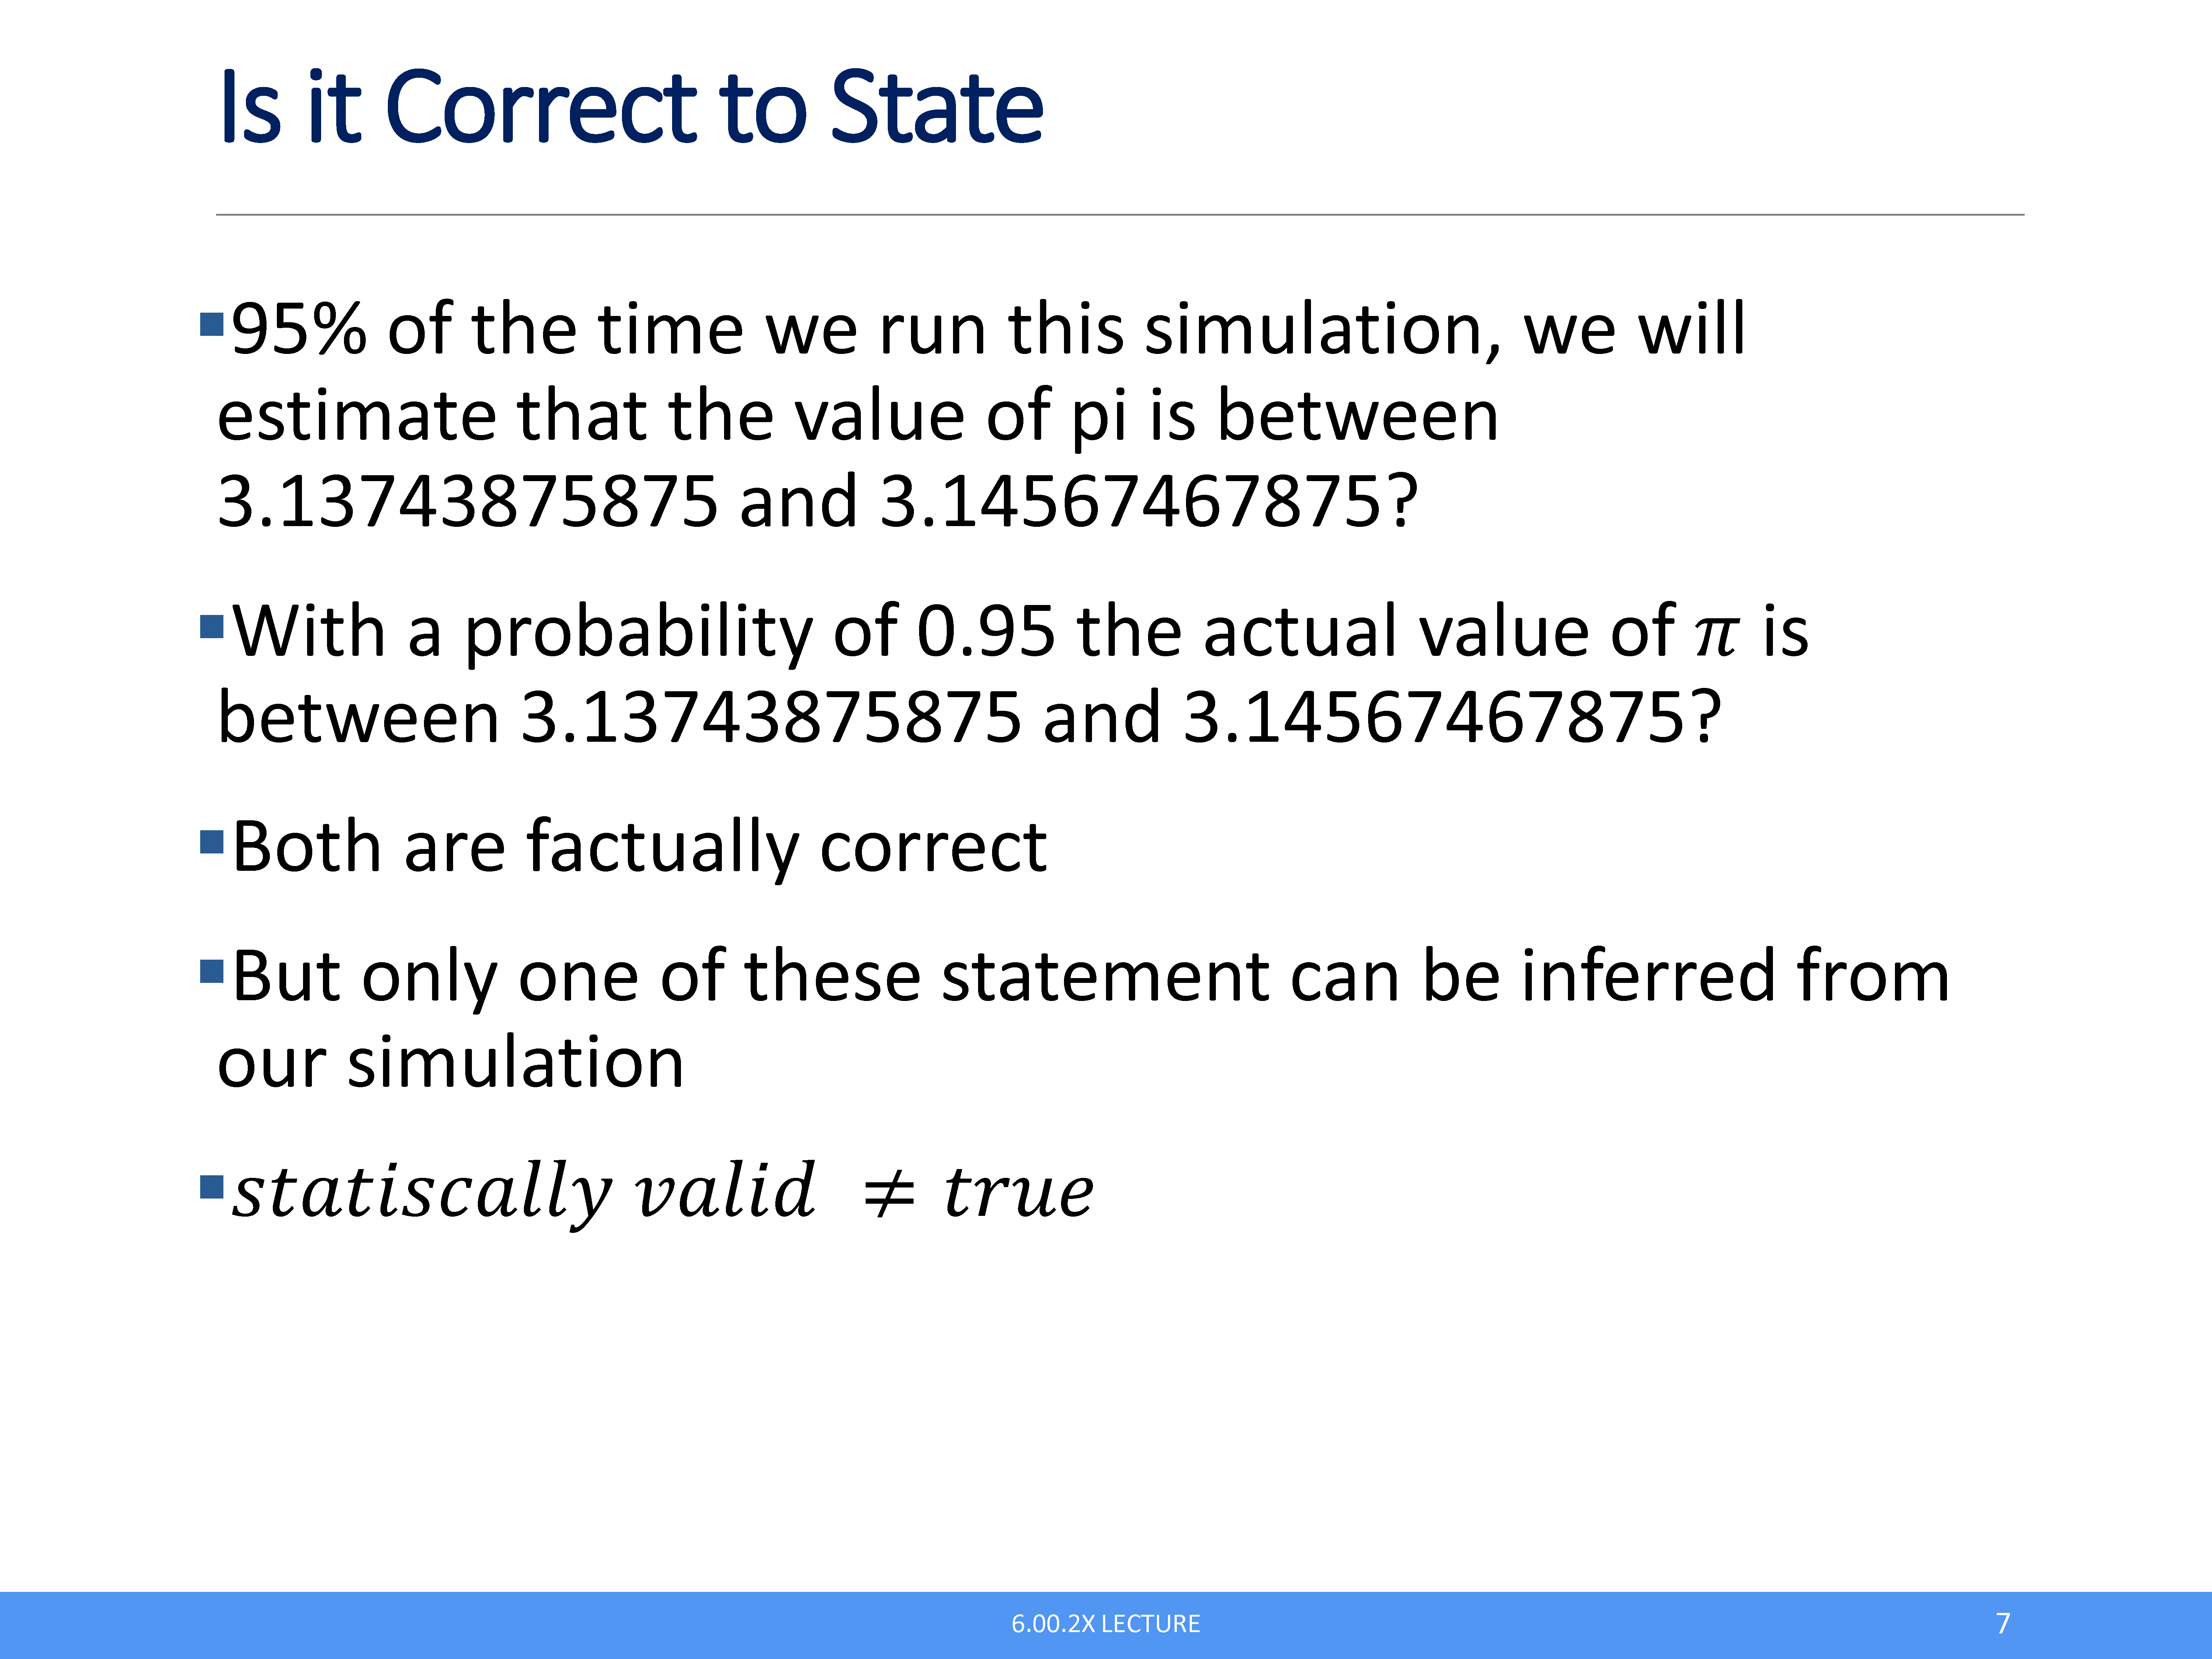 Is it Correct to State
▪95% of the time we run this simulation, we will
estimate that the value of pi is between
3.13743875875 and 3.14567467875?
▪With a probability of 0.95 the actual value of 𝜋 is
between 3.13743875875 and 3.14567467875?
▪Both are factually correct
▪But only one of these statement can be inferred from
our simulation
▪statiscally valid ≠ true
6.00.2X LECTURE
7